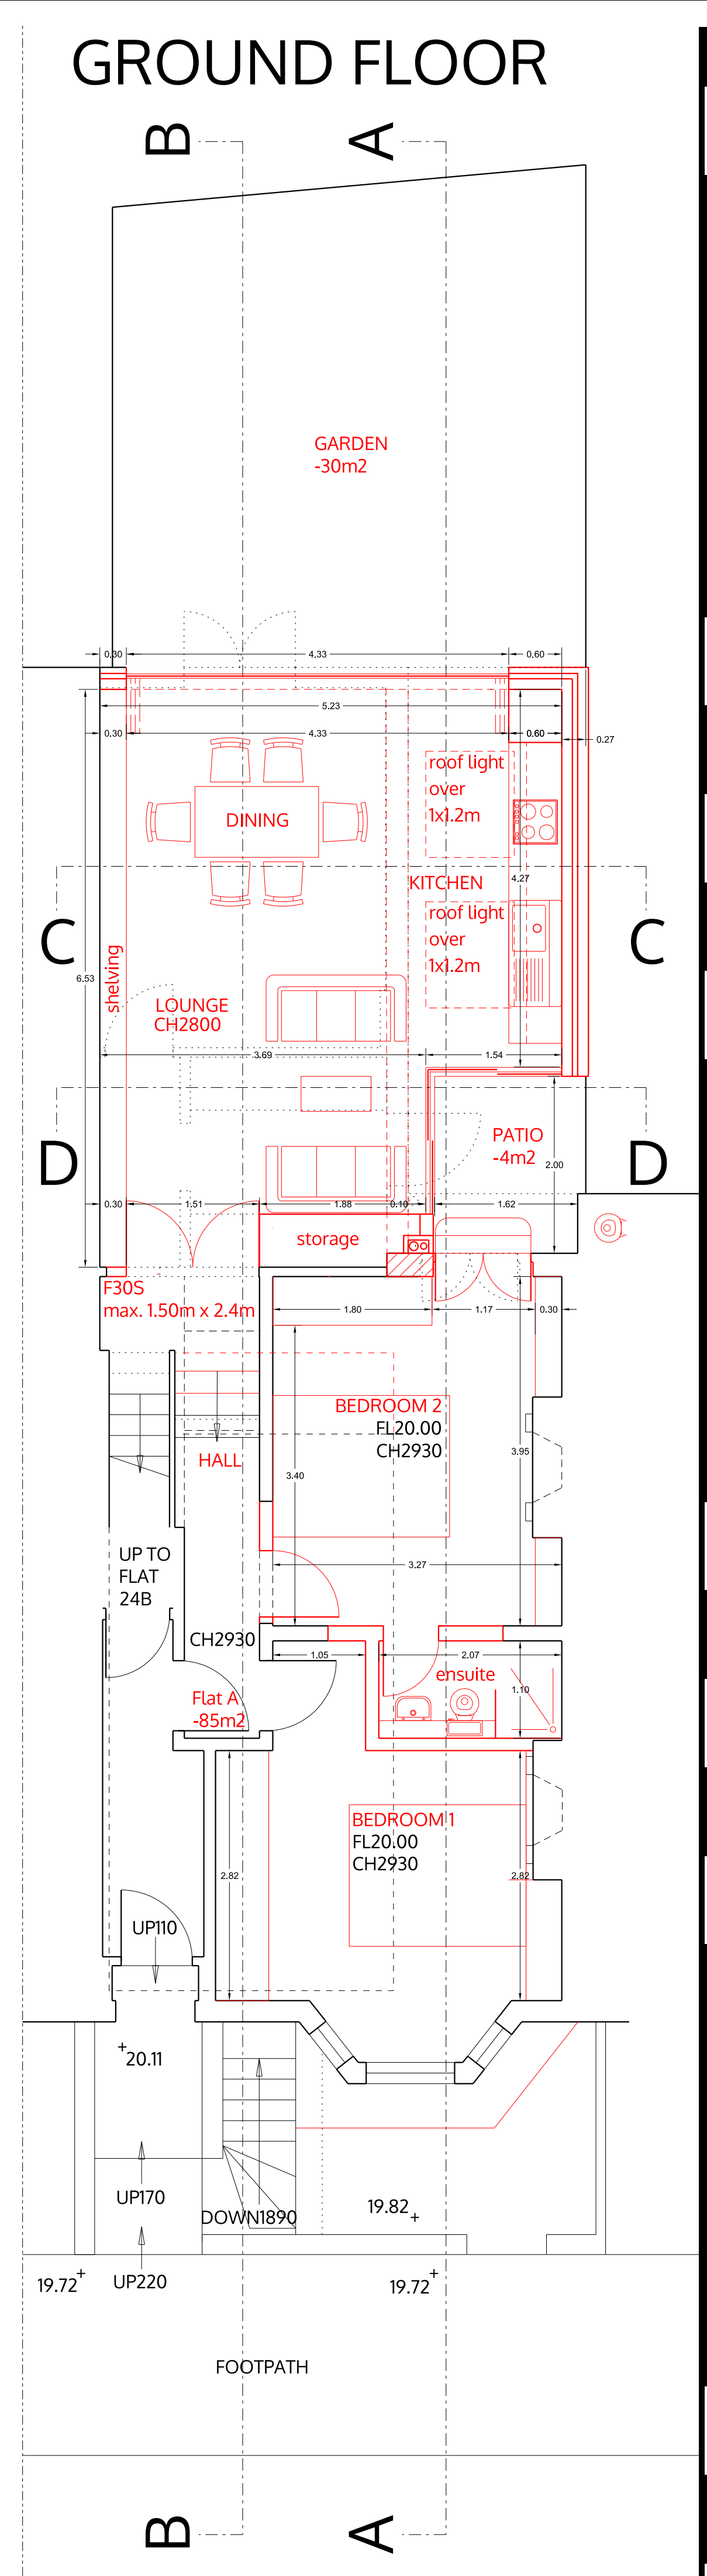 GROUND FLOOR
B
A
GARDEN
-30m2
0.30
4.33
0.60
5.23
0.30
4.33
0.60
0.27
roof light
over
1x1.2m
DINING
KITCHEN
4.27
C
C
roof light
over
1x1.2m
shelving
6.53
LOUNGE
CH2800
3.69
1.54
D
D
PATIO
-4m2
2.00
0.30
1.51
1.88
0.10
1.62
storage
F30S
max. 1.50m x 2.4m
1.80
1.17
0.30
BEDROOM 2
FL20.00
CH2930
HALL
3.40
3.95
UP TO
FLAT
24B
3.27
CH2930
1.05
2.07
ensuite
1.10
Flat A
-85m2
BEDROOM 1
FL20.00
CH2930
2.82
2.82
UP110
20.11
UP170
DOWN1890
19.82
19.72
UP220
19.72
FOOTPATH
B
A